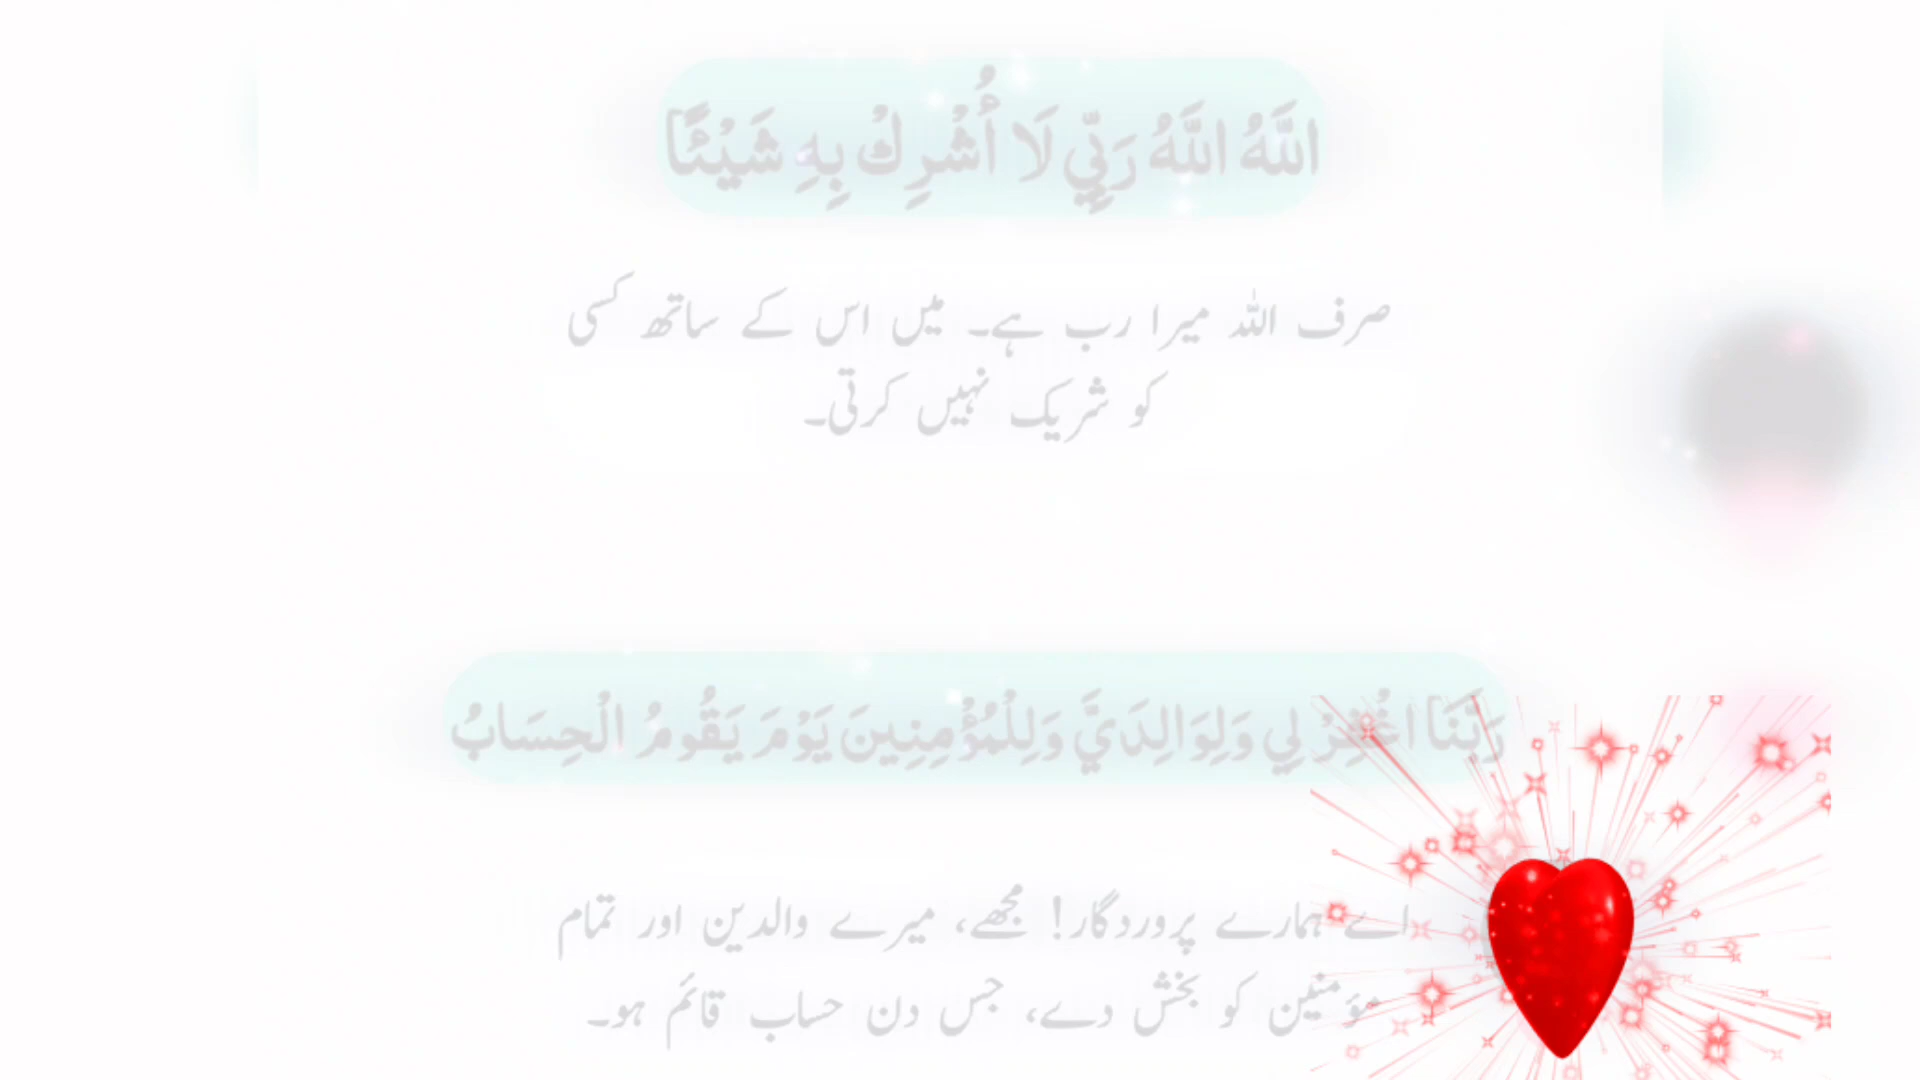 اللَّهُ اللَّهُ رَبِّي لَا أُشْرِكُ بِهِ شَيْئًا
صرف اللہ میرا رب ہے۔ میں اس کے ساتھ کسی
کو شریک نہیں کرتی۔
رَبَّنَا اغْفِرْ لِي وَلِوَالِدَيَّ وَلِلْمُؤْمِنِينَ يَوْمَ يَقُومُ الْحِسَابُ
اے ہمارے پروردگار! مجھے، میرے والدین اور تمام
مؤمنین کو بخش دے، جس دن حساب قائم ہو۔